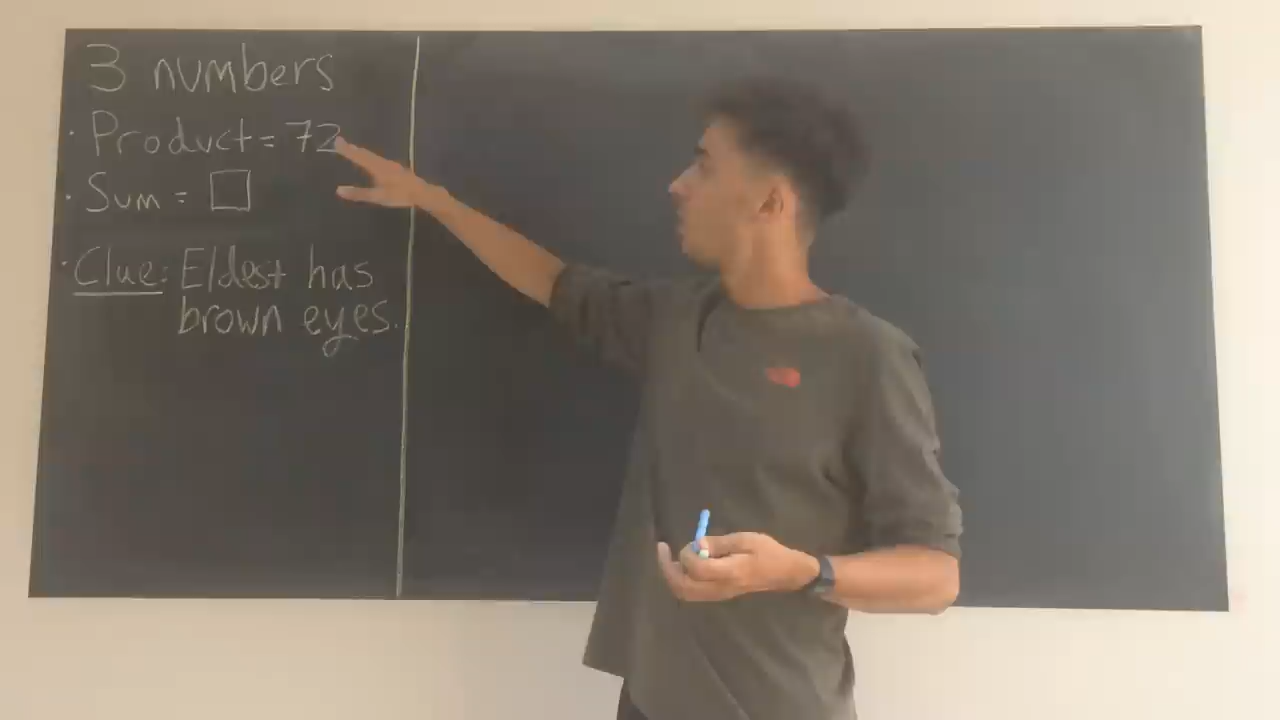 3 numbers
· Product = 72
· Sum = □
· Clue: Eldest has
brown eyes.